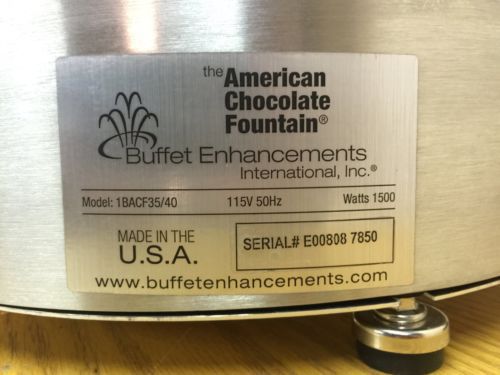 the American
Chocolate
Fountain®
Buffet Enhancements
International, Inc.®
Model: 1BACF35/40 115V 50Hz Watts 1500
MADE IN THE
U.S.A.
SERIAL# E00808 7850
www.buffetenhancements.com